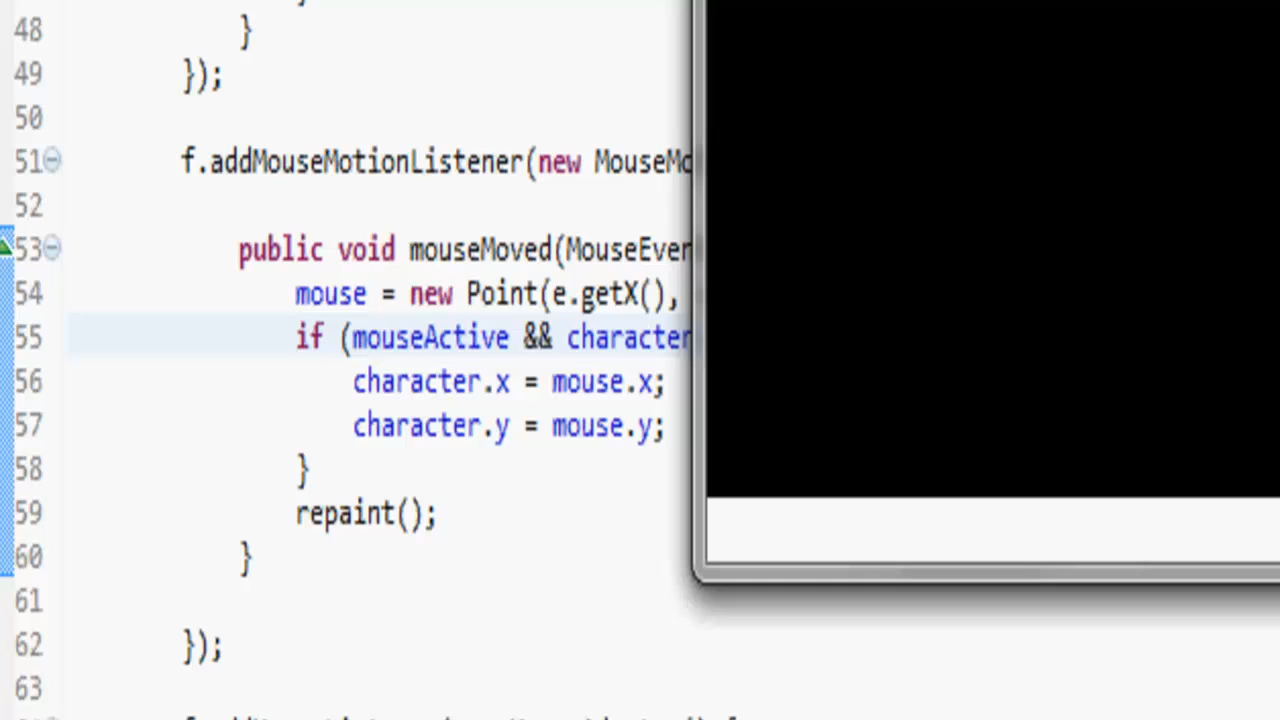 48 }
49 });
50
51 f.addMouseMotionListener(new MouseMo
52
53 public void mouseMoved(MouseEven
54 mouse = new Point(e.getX(),
55 if (mouseActive && character
56 character.x = mouse.x;
57 character.y = mouse.y;
58 }
59 repaint();
60 }
61
62 });
63